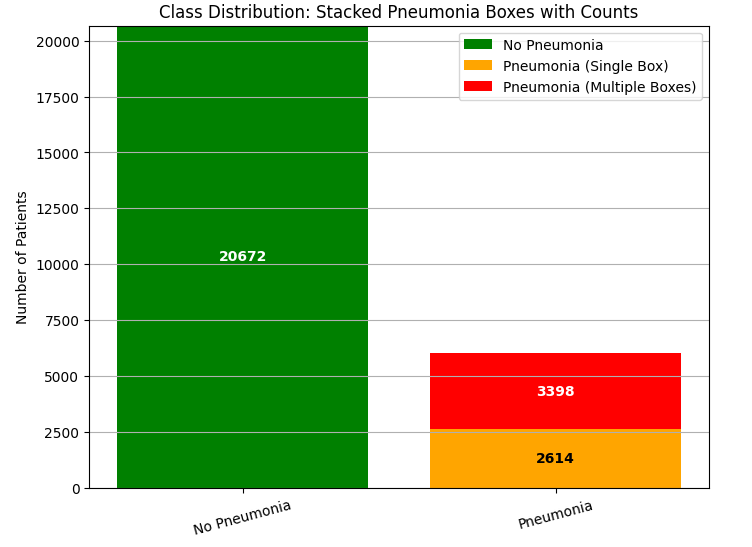 Class Distribution: Stacked Pneumonia Boxes with Counts
No Pneumonia
Pneumonia (Single Box)
Pneumonia (Multiple Boxes)
Number of Patients
20000
17500
15000
12500
10000
7500
5000
2500
0
20672
3398
2614
No Pneumonia
Pneumonia